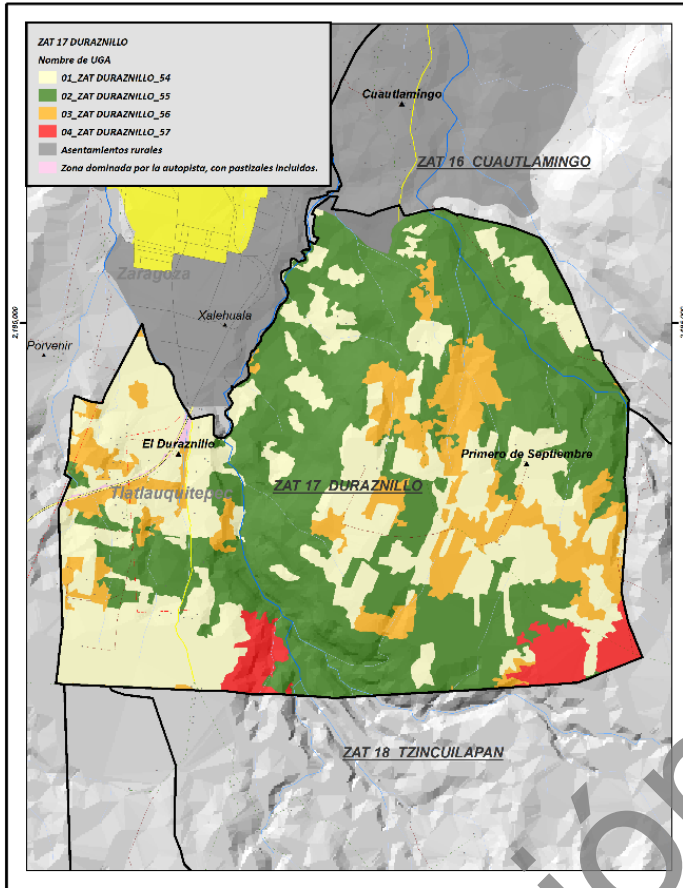 ZAT 17 DURAZNILLO
Nombre de UGA
01_ZAT DURAZNILLO_54
02_ZAT DURAZNILLO_55
03_ZAT DURAZNILLO_56
04_ZAT DURAZNILLO_57
Asentamientos rurales
Zona dominada por la autopista, con pastizales incluidas.
Cuautlamingo
ZAT 16 CUAUTLAMINGO
Zaragoza
Xalehuala
Porvenir
El Duraznillo
Primero de Septiembre
ZAT 17 DURAZNILLO
Tlatlauquitepec
ZAT 18 TZINCUILAPAN
ión